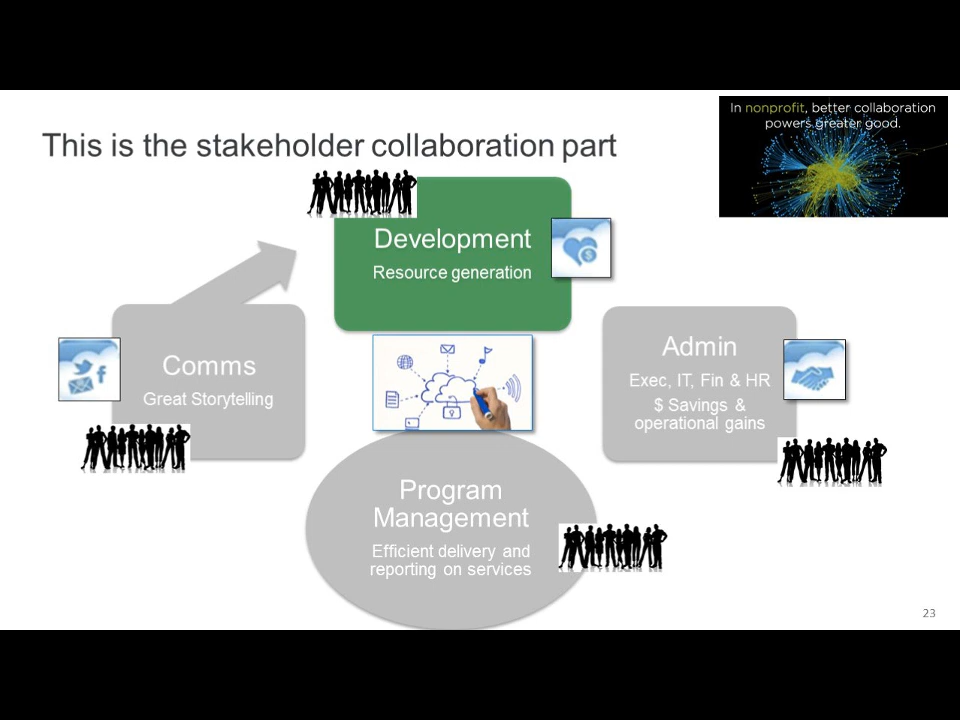 In nonprofit, better collaboration
powers greater good.
This is the stakeholder collaboration part
Development
Resource generation
Comms
Great Storytelling
Admin
Exec, IT, Fin & HR
$ Savings &
operational gains
Program
Management
Efficient delivery and
reporting on services
23